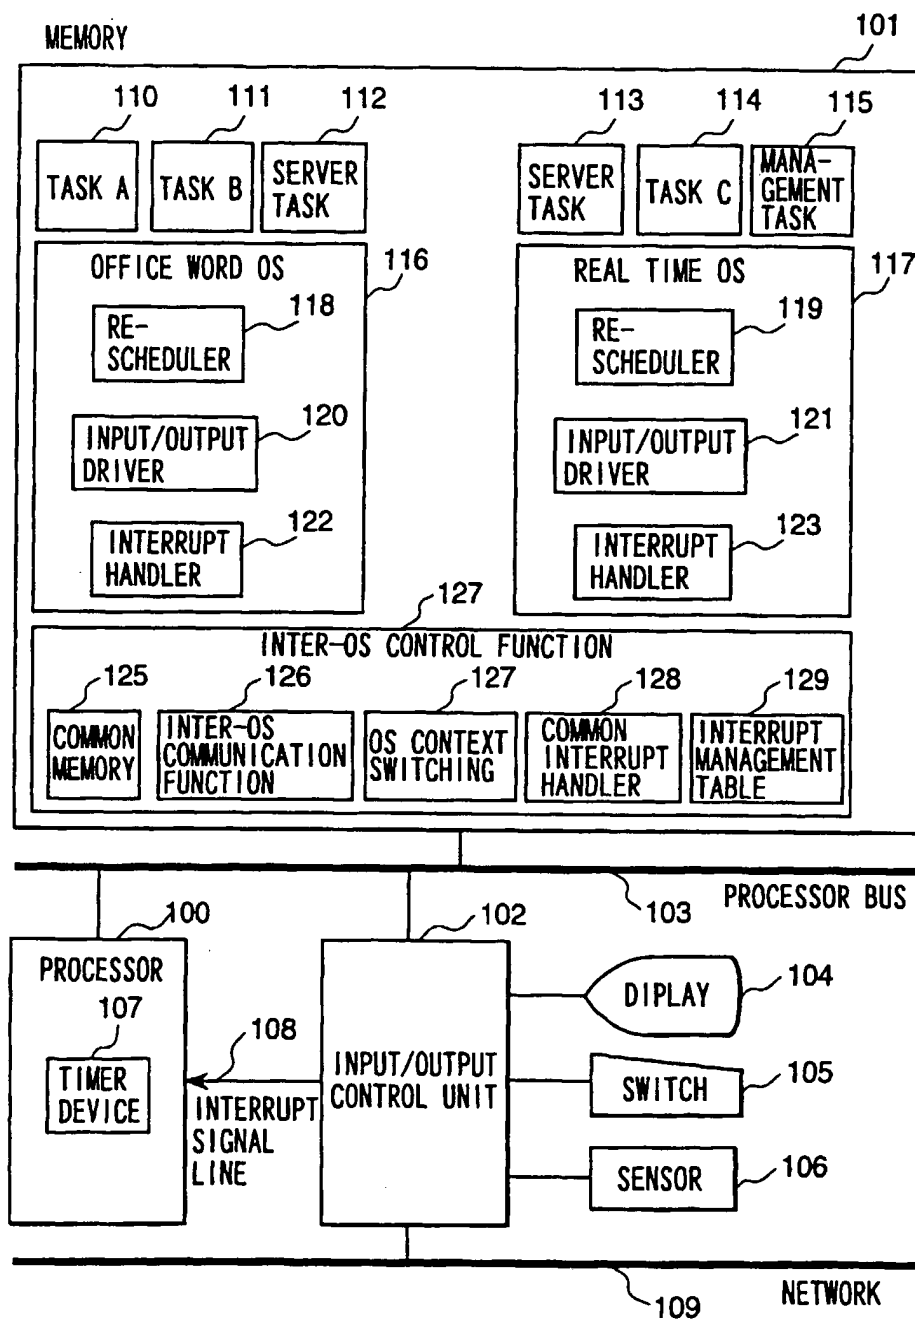 MEMORY
101
110
111
112
113
114
115
TASK A
TASK B
SERVER
TASK
SERVER
TASK
TASK C
MANA-
GEMENT
TASK
OFFICE WORD OS
116
REAL TIME OS
117
RE-
SCHEDULER
118
RE-
SCHEDULER
119
INPUT/OUTPUT
DRIVER
120
INPUT/OUTPUT
DRIVER
121
INTERRUPT
HANDLER
122
INTERRUPT
HANDLER
123
127
INTER-OS CONTROL FUNCTION
125
126
127
128
129
COMMON
MEMORY
INTER-OS
COMMUNICATION
FUNCTION
OS CONTEXT
SWITCHING
COMMON
INTERRUPT
HANDLER
INTERRUPT
MANAGEMENT
TABLE
103
PROCESSOR BUS
100
102
PROCESSOR
107
TIMER
DEVICE
108
INTERRUPT
SIGNAL
LINE
INPUT/OUTPUT
CONTROL UNIT
DIPLAY
104
SWITCH
105
SENSOR
106
109
NETWORK